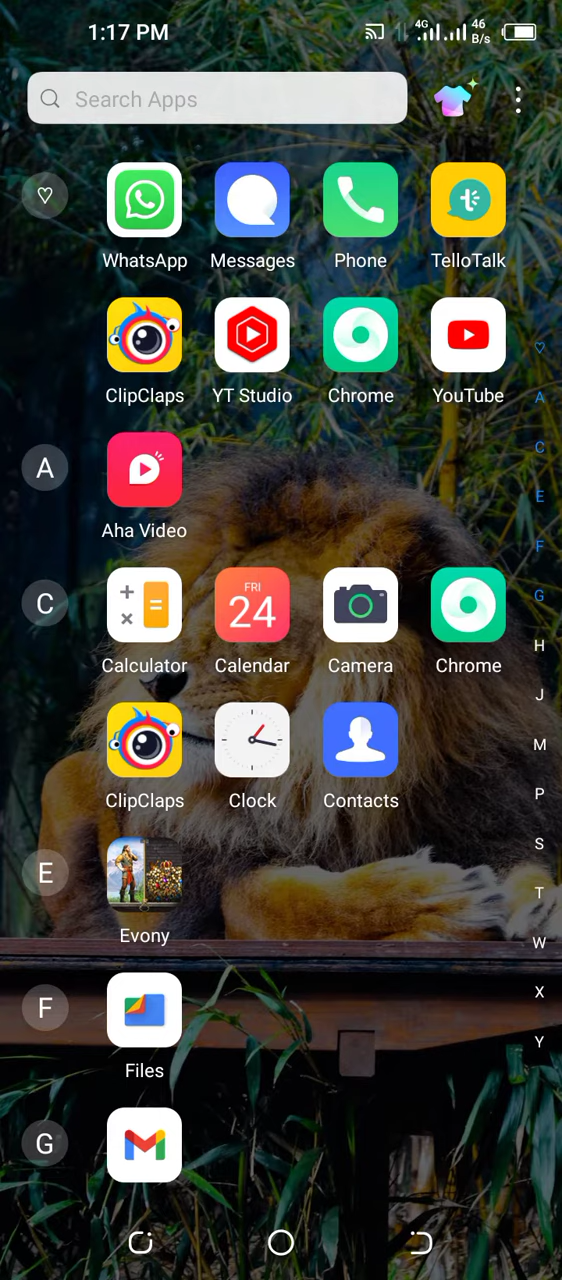 1:17 PM 4G 46 B/s
Search Apps
WhatsApp Messages Phone TelloTalk
ClipClaps YT Studio Chrome YouTube
A
Aha Video
FRI
24
C
Calculator Calendar Camera Chrome
ClipClaps Clock Contacts
E
Evony
F
Files
G
A
C
E
F
G
H
J
M
P
S
T
W
X
Y